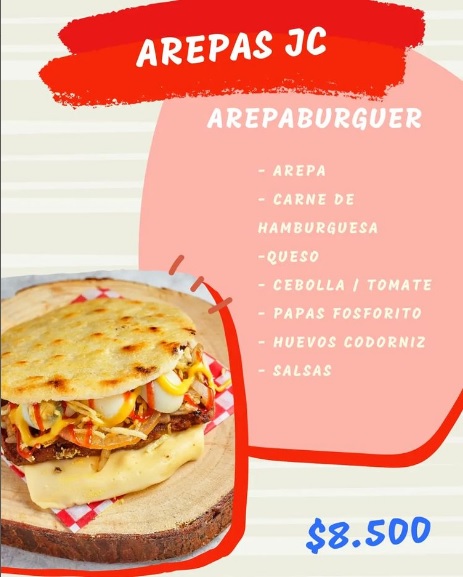 AREPAS JC
AREPABURGUER
- AREPA
- CARNE DE
HAMBURGUESA
-QUESO
- CEBOLLA / TOMATE
- PAPAS FOSFORITO
- HUEVOS CODORNIZ
- SALSAS
$8.500